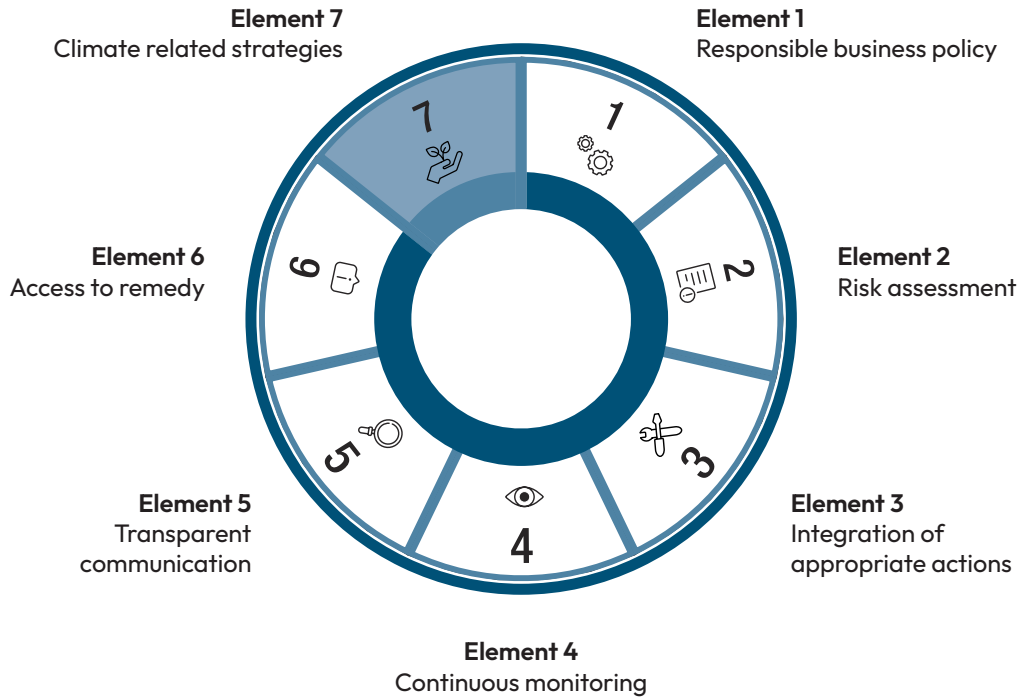 Element 7
Climate related strategies
Element 1
Responsible business policy
7
1
Element 6
Access to remedy
6
2
Element 2
Risk assessment
5
3
Element 5
Transparent
communication
4
Element 3
Integration of
appropriate actions
Element 4
Continuous monitoring